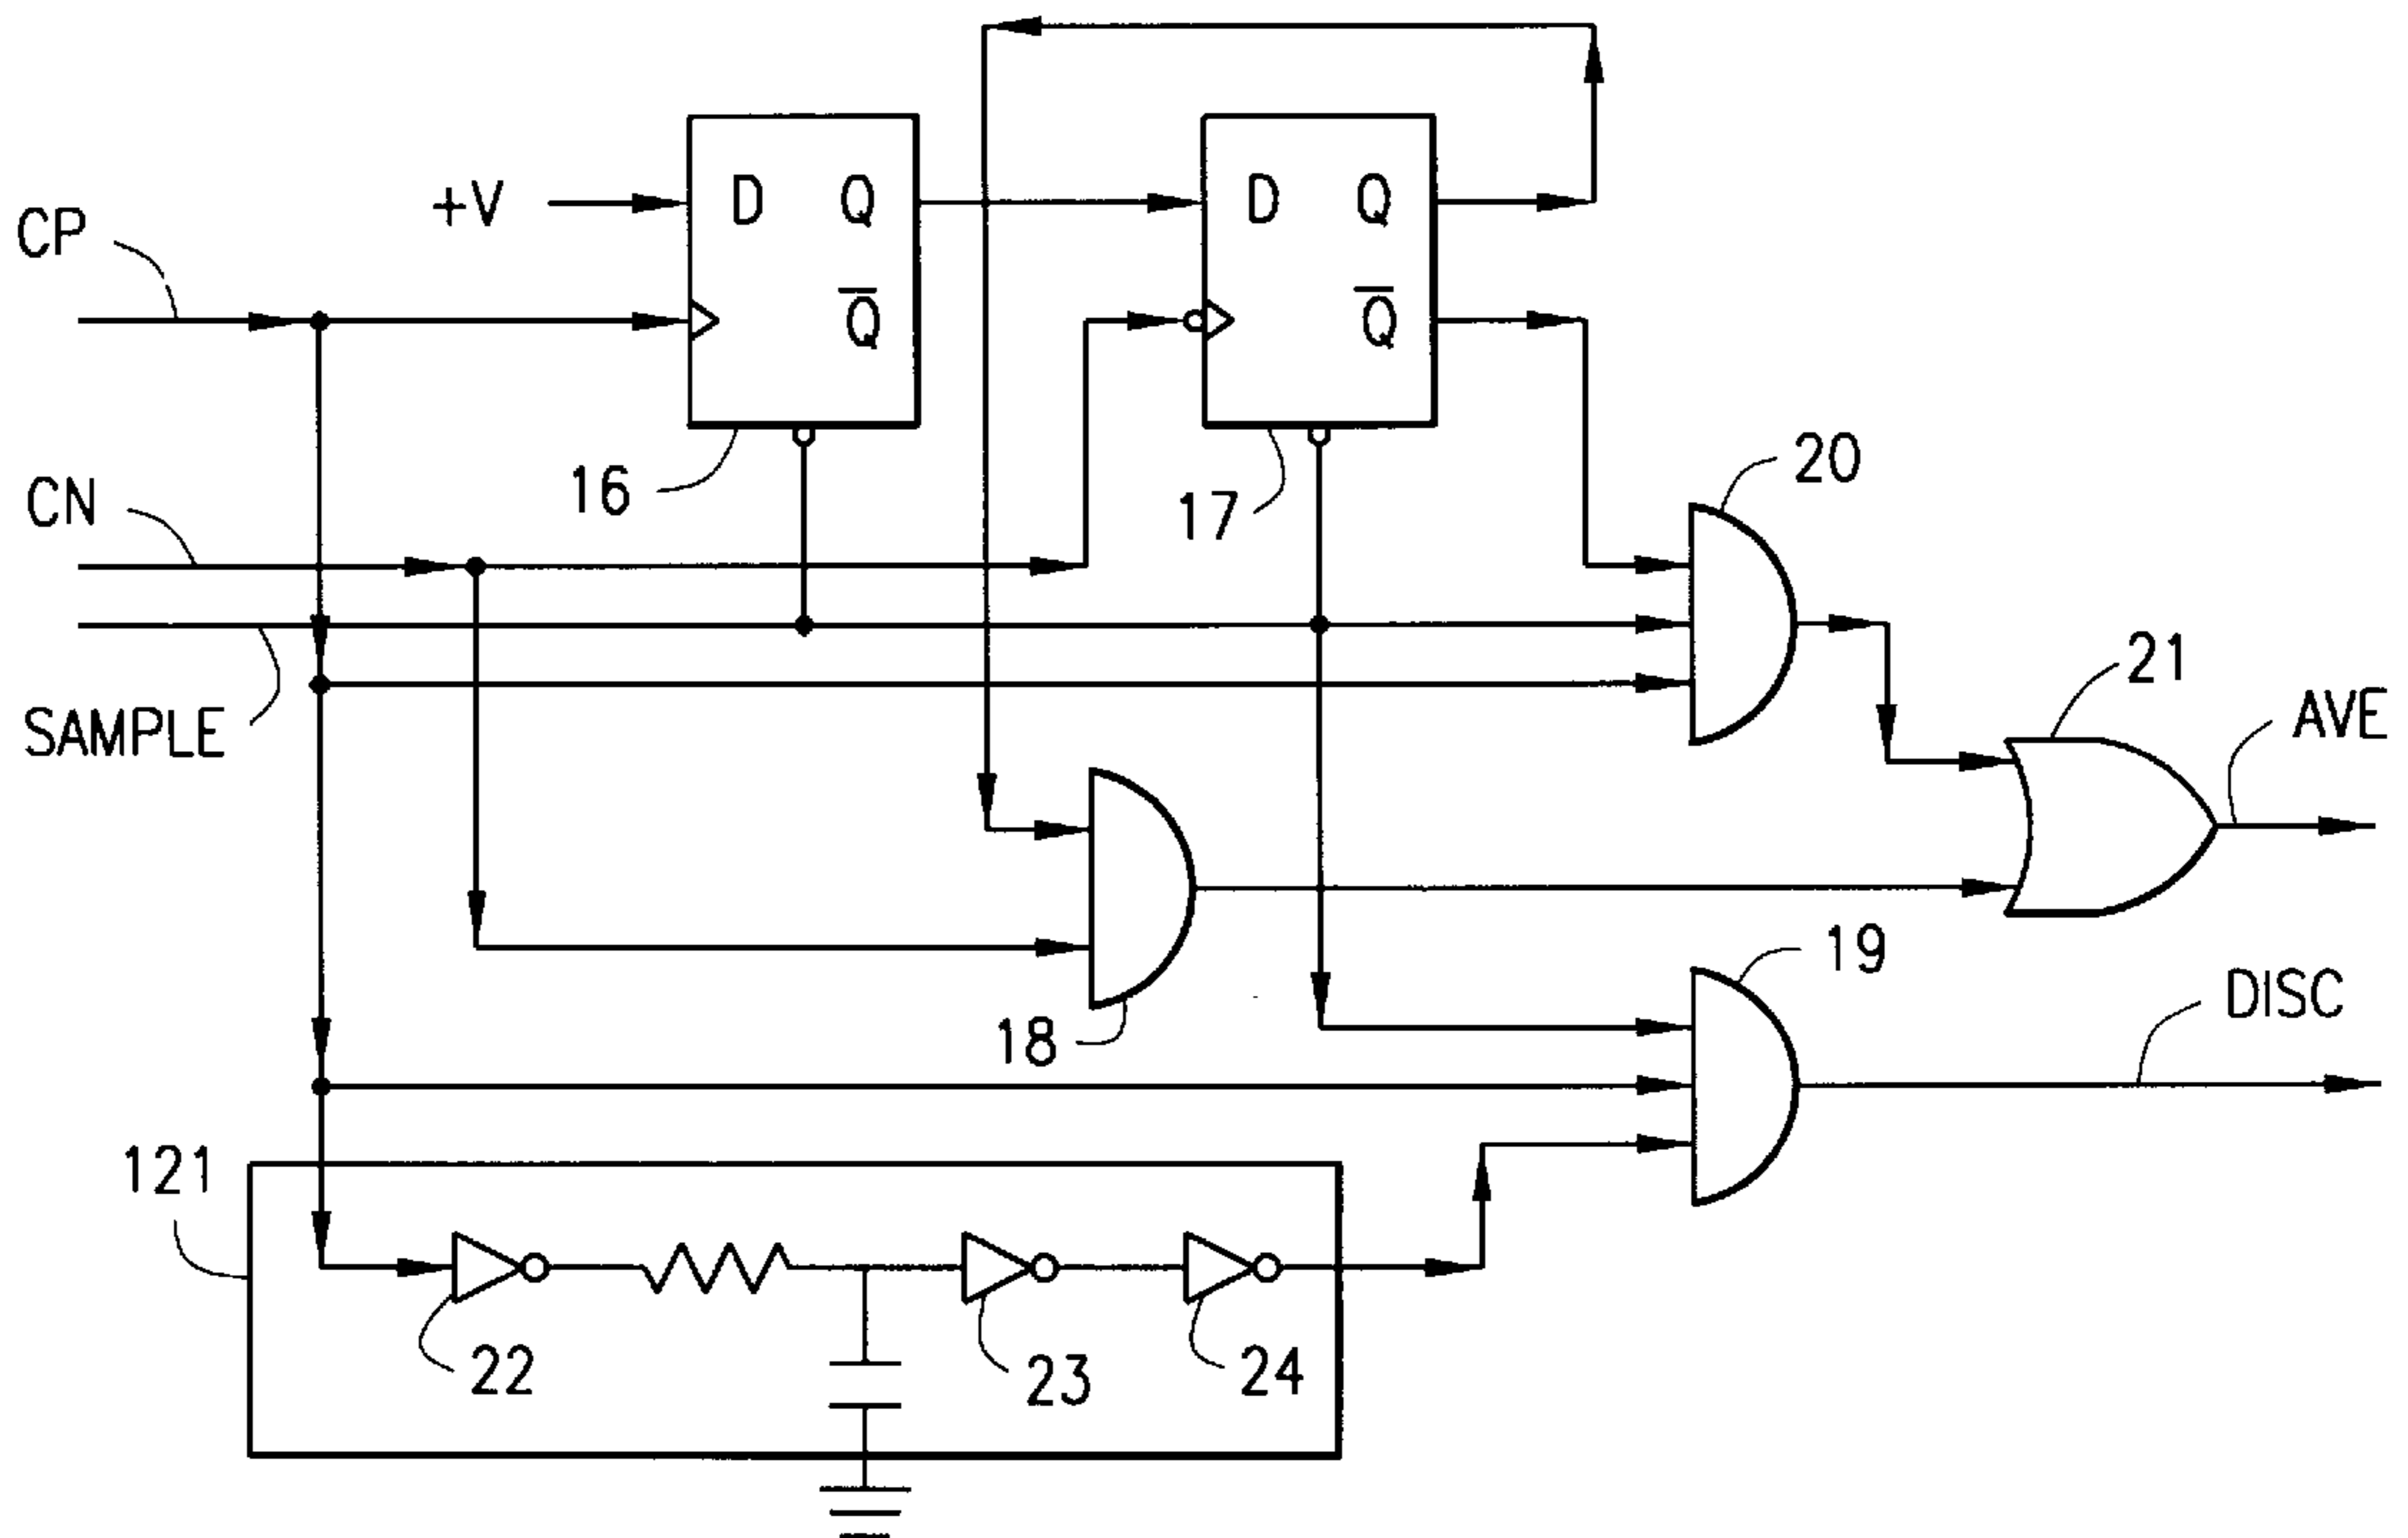 CP
+V
D Q
Q̅
D Q
Q̅
16
17
20
CN
SAMPLE
21
AVE
18
19
DISC
121
22
23
24